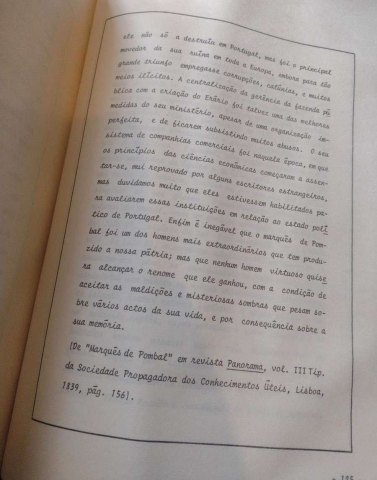 ele não só a destruiu em Portugal, mas foi o principal
movedor da sua ruína em toda a Europa, embora para tão
grande triunfo empregasse corrupções, calúnias, e muitos
meios ilícitos. A centralização da gerência da fazenda pú
blica com a criação do Erário foi talvez uma das melhores
medidas do seu ministério, apesar de uma organização im-
perfeita, e de ficarem subsistindo muitos abusos. O seu
sistema de companhias comerciais foi naquele época, em que
os princípios das ciências económicas começaram a assen-
tar-se, mui reprovado por alguns escritores estrangeiros,
mas duvidamos muito que eles estivessem habilitados pa-
ra avaliarem essas instituições em relação ao estado polí
tico de Portugal. Enfim é inegável que o marquês de Pom-
bal foi um dos homens mais extraordinários que tem produ-
zido a nossa pátria; mas que nenhum homem virtuoso quise
ra alcançar o renome que ele ganhou, com a condição de
aceitar as maldições e misteriosas sombras que pesam so-
bre vários actos da sua vida, e por consequência sobre a
sua memória.
(De "Marquês de Pombal" em revista Panorama, vol. III Tip.
da Sociedade Propagadora dos Conhecimentos Úteis, Lisboa,
1839, pág. 156).